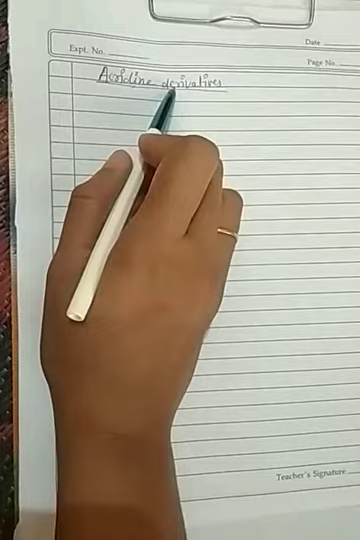 Date
Expt. No.
Page No.
Acridine derivatives
Teacher's Signature